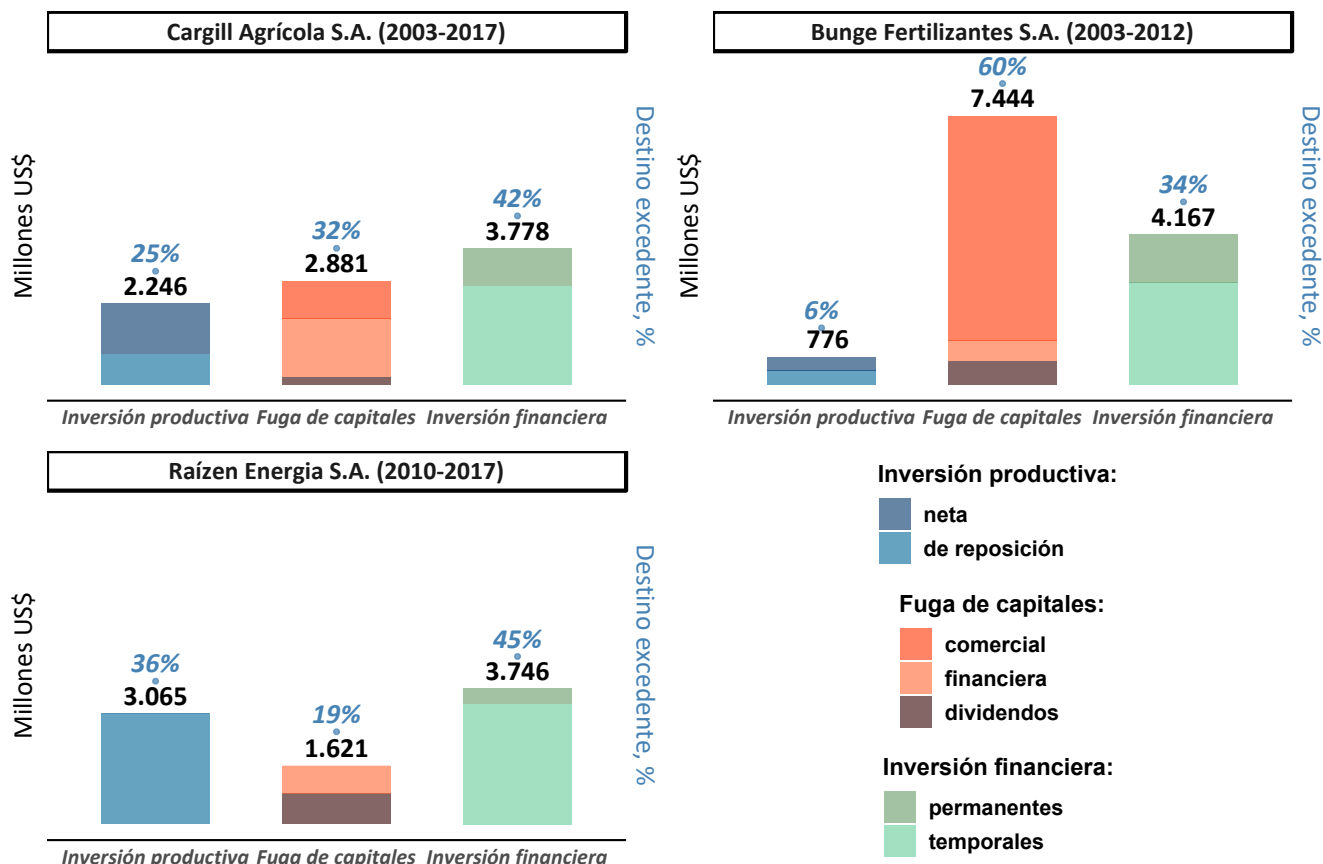 Cargill Agrícola S.A. (2003-2017)
Millones US$
25%
2.246
32%
2.881
42%
3.778
Destino excedente, %
Inversión productiva Fuga de capitales Inversión financiera
Bunge Fertilizantes S.A. (2003-2012)
Millones US$
6%
776
60%
7.444
34%
4.167
Destino excedente, %
Inversión productiva Fuga de capitales Inversión financiera
Raízen Energia S.A. (2010-2017)
Millones US$
36%
3.065
19%
1.621
45%
3.746
Destino excedente, %
Inversión productiva Fuga de capitales Inversión financiera
Inversión productiva:
neta
de reposición
Fuga de capitales:
comercial
financiera
dividendos
Inversión financiera:
permanentes
temporales